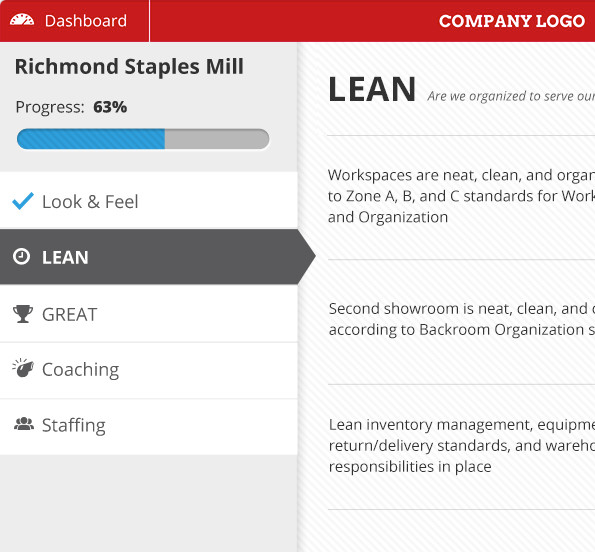 Dashboard
COMPANY LOGO
Richmond Staples Mill
Progress: 63%
Look & Feel
LEAN
GREAT
Coaching
Staffing
LEAN Are we organized to serve our
Workspaces are neat, clean, and organ
to Zone A, B, and C standards for Work
and Organization
Second showroom is neat, clean, and
according to Backroom Organization s
Lean inventory management, equipme
return/delivery standards, and wareho
responsibilities in place